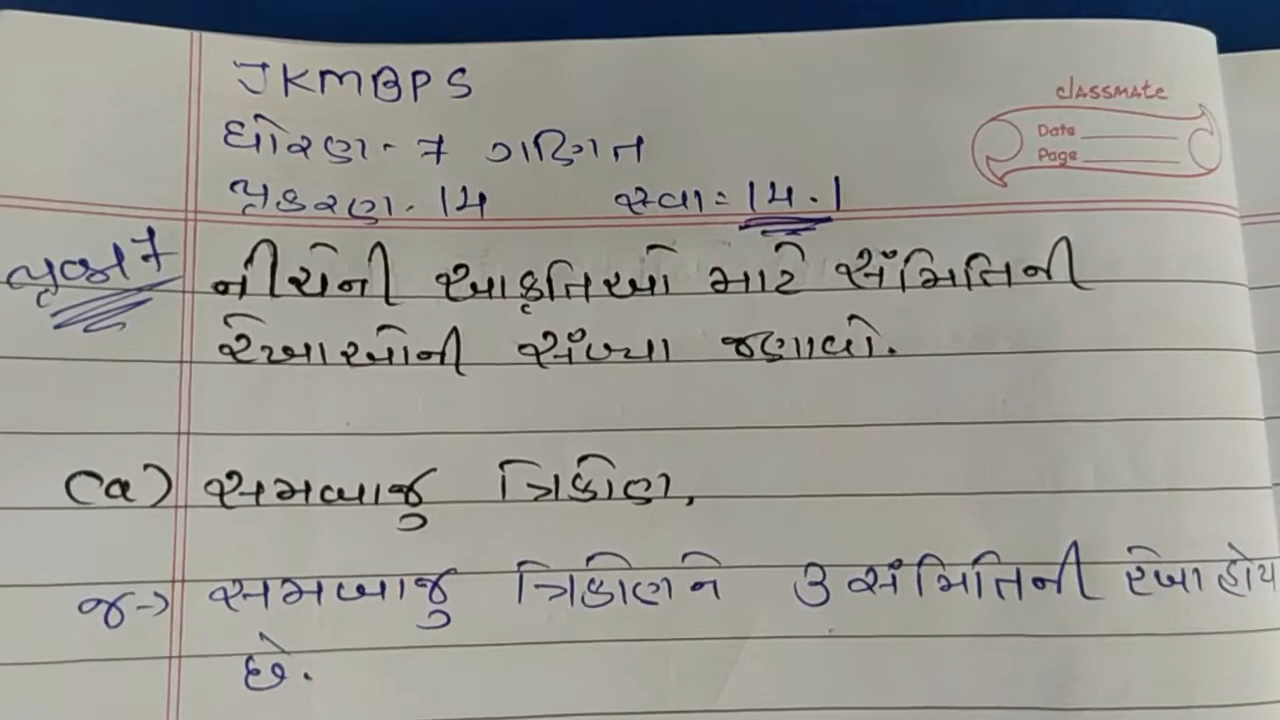 JKMBPS
ધોરણ - 7 ગણિત
પ્રકરણ - 14 સ્વા = 14.1
classmate
Date
Page
પ્રશ્ન 7 નીચેની આકૃતિઓ માટે સંમિતિની
રેખાઓની સંખ્યા જણાવો.
(a) સમબાજુ ત્રિકોણ,
જ→ સમબાજુ ત્રિકોણને 3 સંમિતિની રેખા હોય
છે.